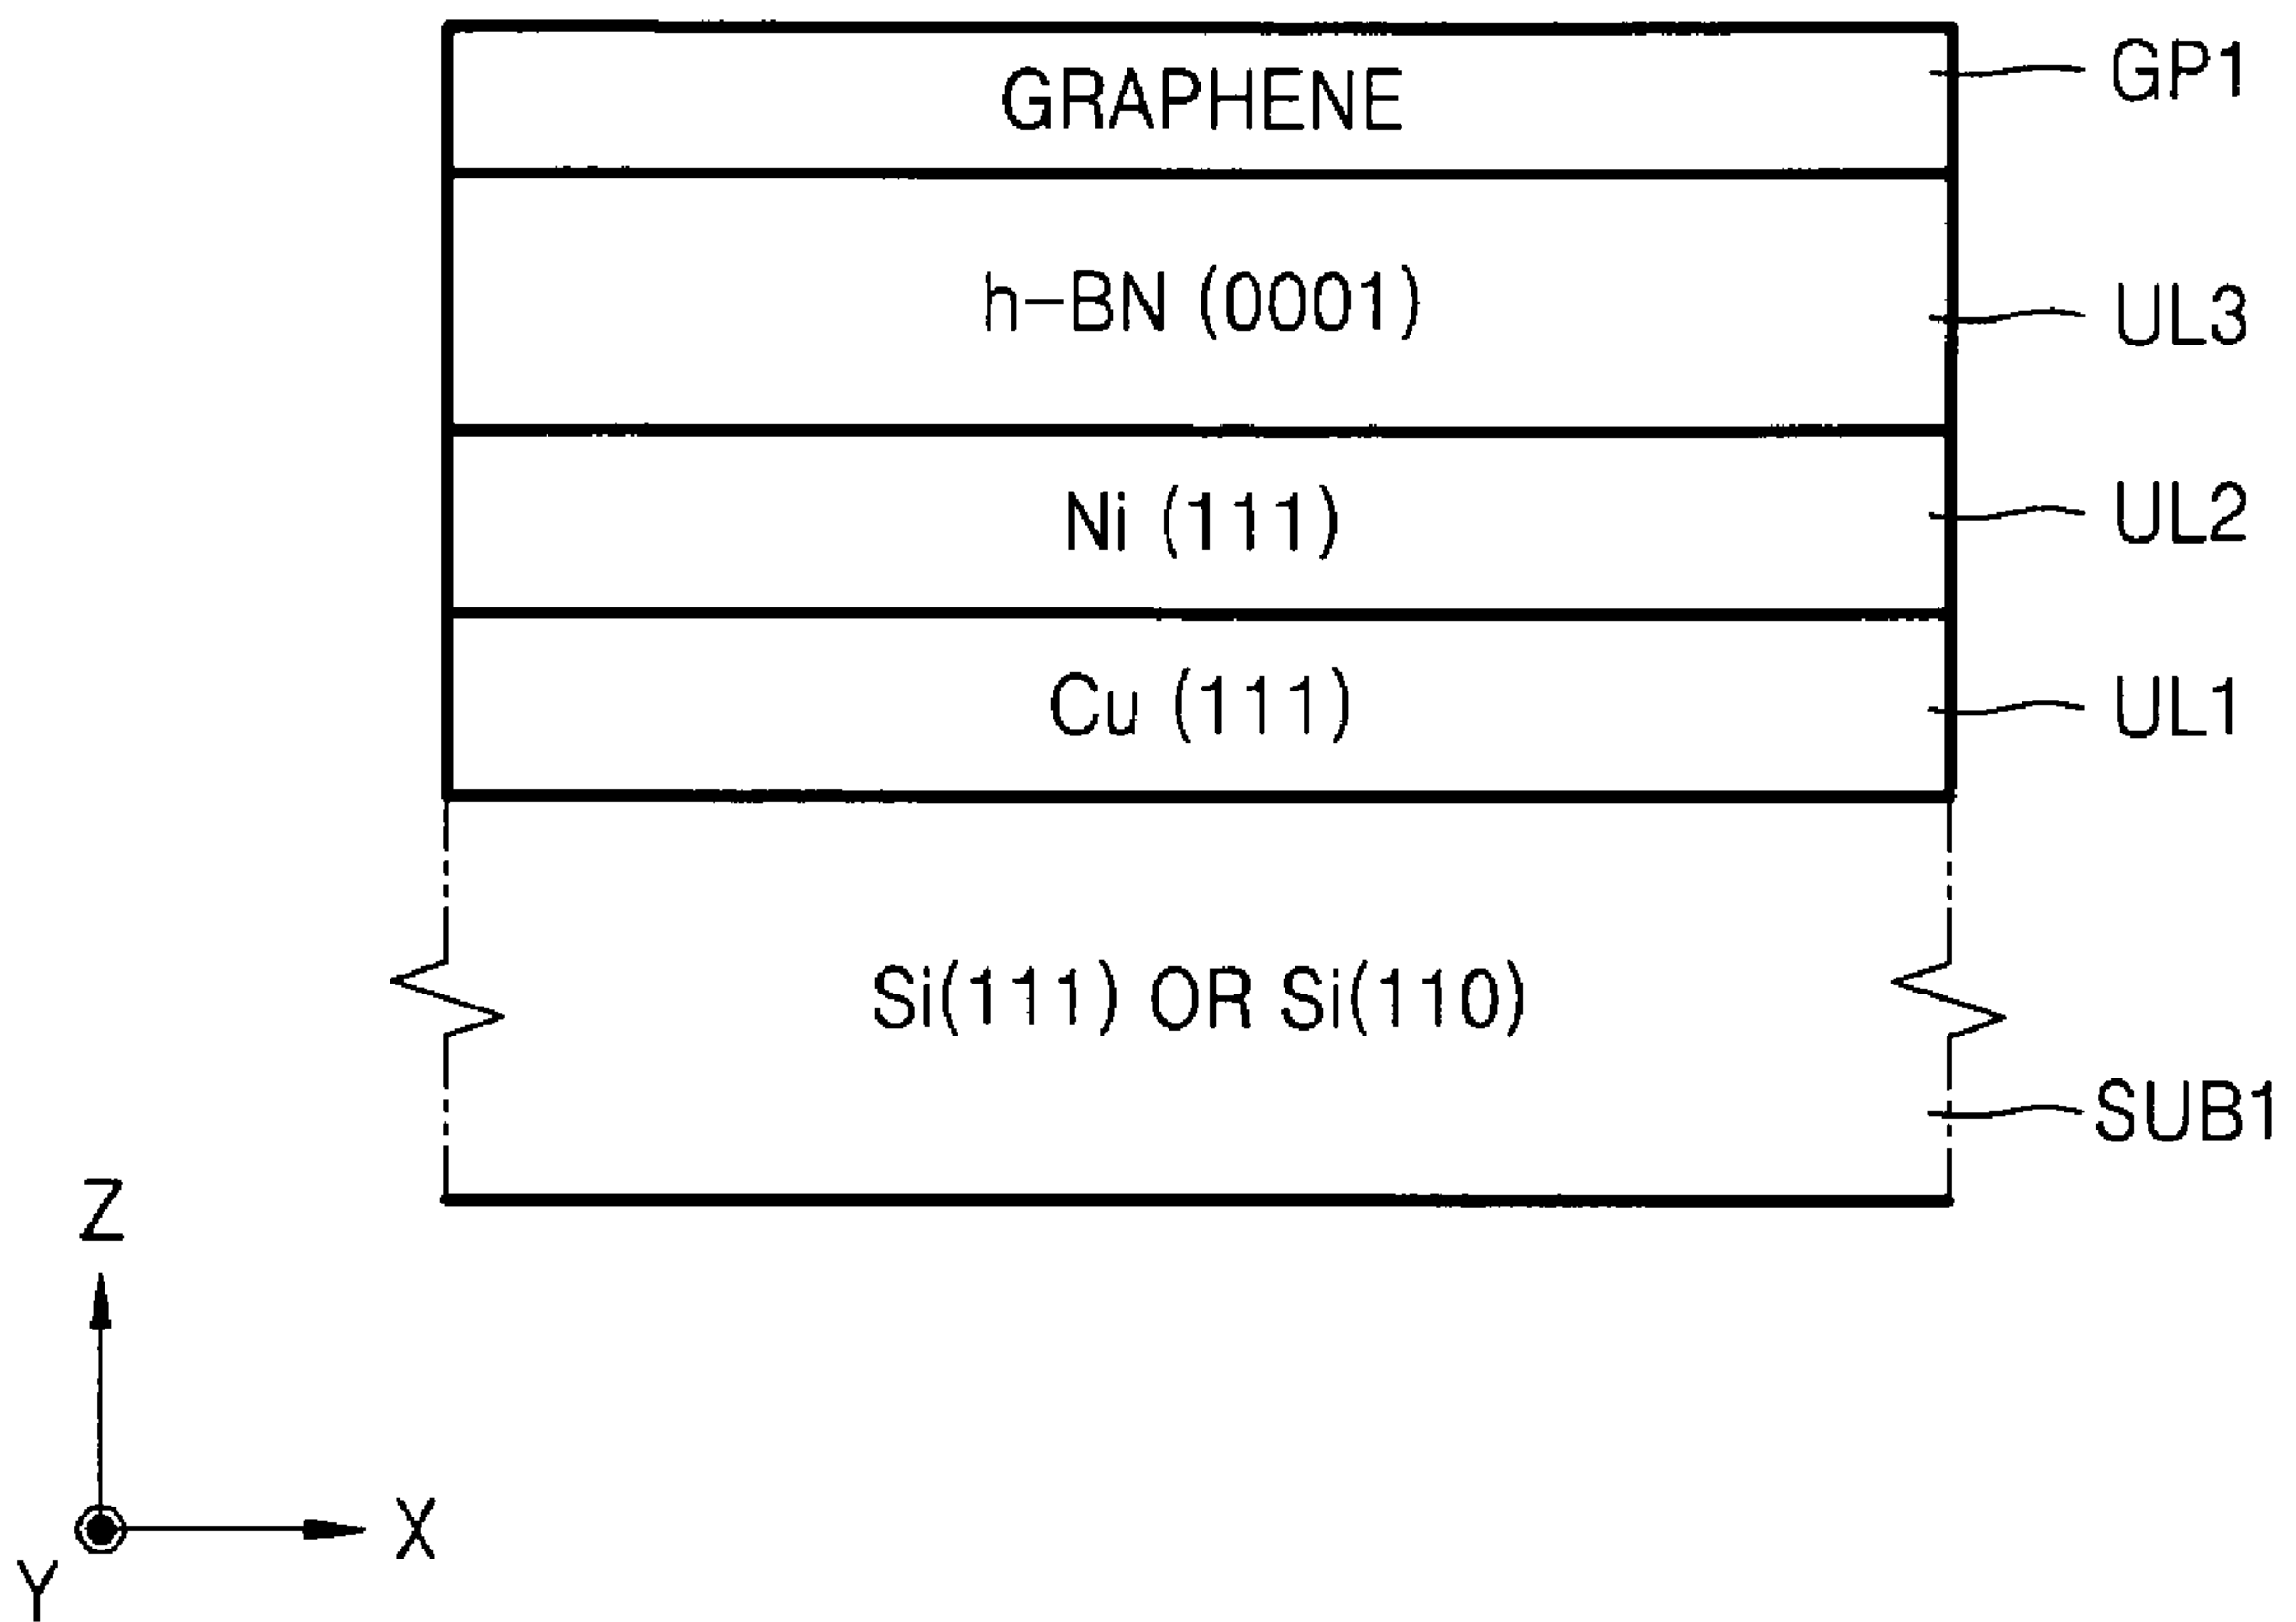 GRAPHENE GP1
h-BN (0001) UL3
Ni (111) UL2
Cu (111) UL1
Si(111) OR Si(110)
SUB1
Z
X
Y